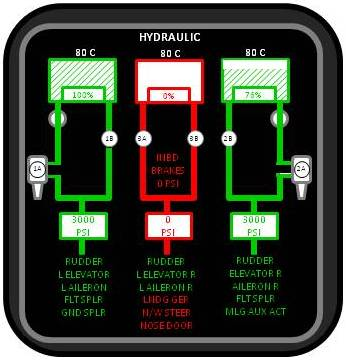 HYDRAULIC
80 C
80 C
80 C
100%
0%
76%
1B
3A
3B
2B
1A
2A
INBD
BRAKES
0 PSI
3000
PSI
0
PSI
3000
PSI
RUDDER
L ELEVATOR
L AILERON
FLT SPLR
GND SPLR
RUDDER
L ELEVATOR R
L AILERON R
LNDG GER
N/W STEER
NOSE DOOR
RUDDER
ELEVATOR R
AILERON R
FLT SPLR
MLG AUX ACT